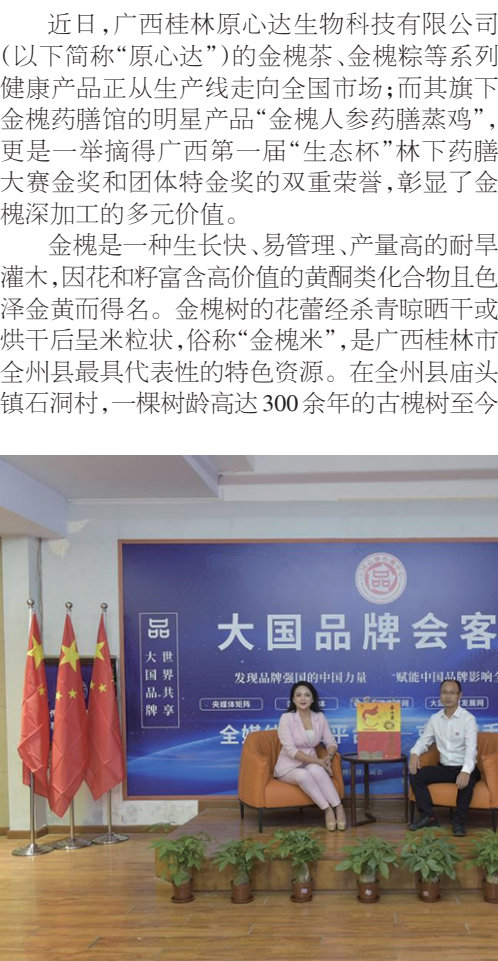 近日，广西桂林原心达生物科技有限公司
(以下简称“原心达”)的金槐茶、金槐粽等系列
健康产品正从生产线走向全国市场；而其旗下
金槐药膳馆的明星产品“金槐人参药膳蒸鸡”，
更是一举摘得广西第一届“生态杯”林下药膳
大赛金奖和团体特金奖的双重荣誉，彰显了金
槐深加工的多元价值。
金槐是一种生长快、易管理、产量高的耐旱
灌木，因花和籽富含高价值的黄酮类化合物且色
泽金黄而得名。金槐树的花蕾经杀青晾晒干或
烘干后呈米粒状，俗称“金槐米”，是广西桂林市
全州县最具代表性的特色资源。在全州县庙头
镇石洞村，一棵树龄高达300余年的古槐树至今
品
大国品牌
世界共享
品
大国品牌会客
发现品牌强国的中国力量
“赋能中国品牌影响全
央媒体矩阵
全媒体
平台